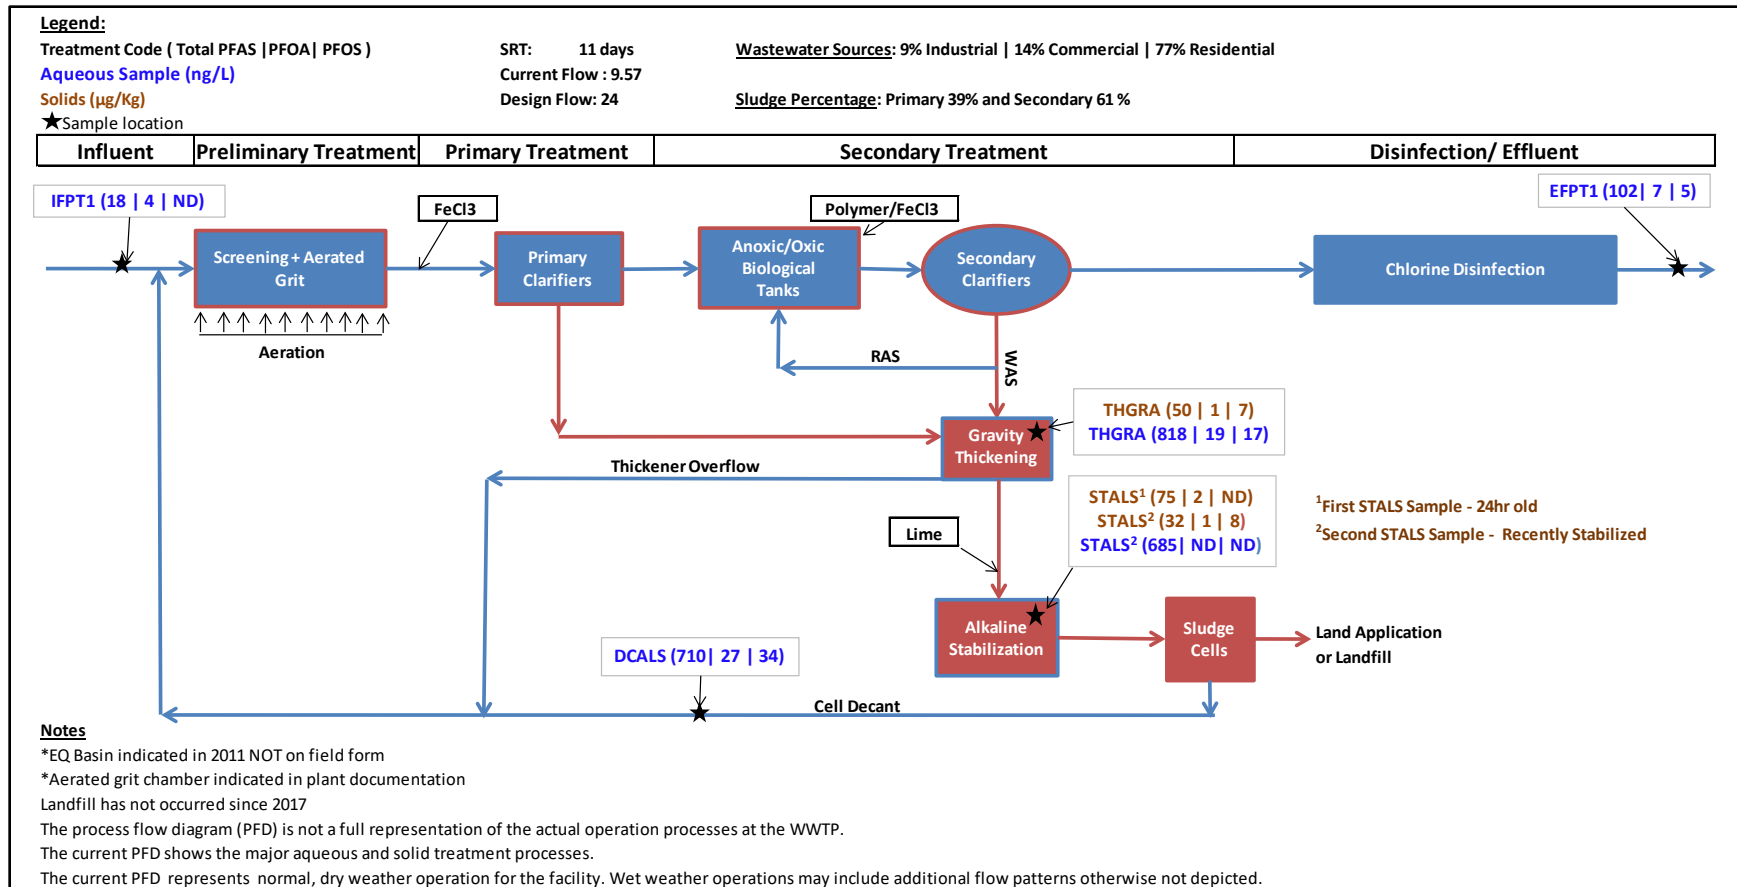 Legend:
Treatment Code ( Total PFAS |PFOA| PFOS )
SRT: 11 days
Wastewater Sources: 9% Industrial | 14% Commercial | 77% Residential
Aqueous Sample (ng/L)
Current Flow : 9.57
Solids (µg/Kg)
Design Flow: 24
Sludge Percentage: Primary 39% and Secondary 61 %
★Sample location
Influent
Preliminary Treatment
Primary Treatment
Secondary Treatment
Disinfection/ Effluent
IFPT1 (18 | 4 | ND)
FeCl3
Polymer/FeCl3
EFPT1 (102| 7 | 5)
Screening + Aerated
Grit
Primary
Clarifiers
Anoxic/Oxic
Biological
Tanks
Secondary
Clarifiers
Chlorine Disinfection
Aeration
RAS
WAS
THGRA (50 | 1 | 7)
THGRA (818 | 19 | 17)
Gravity
Thickening
Thickener Overflow
STALS¹ (75 | 2 | ND)
STALS² (32 | 1 | 8)
STALS² (685| ND| ND)
¹First STALS Sample - 24hr old
²Second STALS Sample - Recently Stabilized
Lime
Alkaline
Stabilization
Sludge
Cells
Land Application
or Landfill
DCALS (710| 27 | 34)
Cell Decant
Notes
*EQ Basin indicated in 2011 NOT on field form
*Aerated grit chamber indicated in plant documentation
Landfill has not occurred since 2017
The process flow diagram (PFD) is not a full representation of the actual operation processes at the WWTP.
The current PFD shows the major aqueous and solid treatment processes.
The current PFD represents normal, dry weather operation for the facility. Wet weather operations may include additional flow patterns otherwise not depicted.